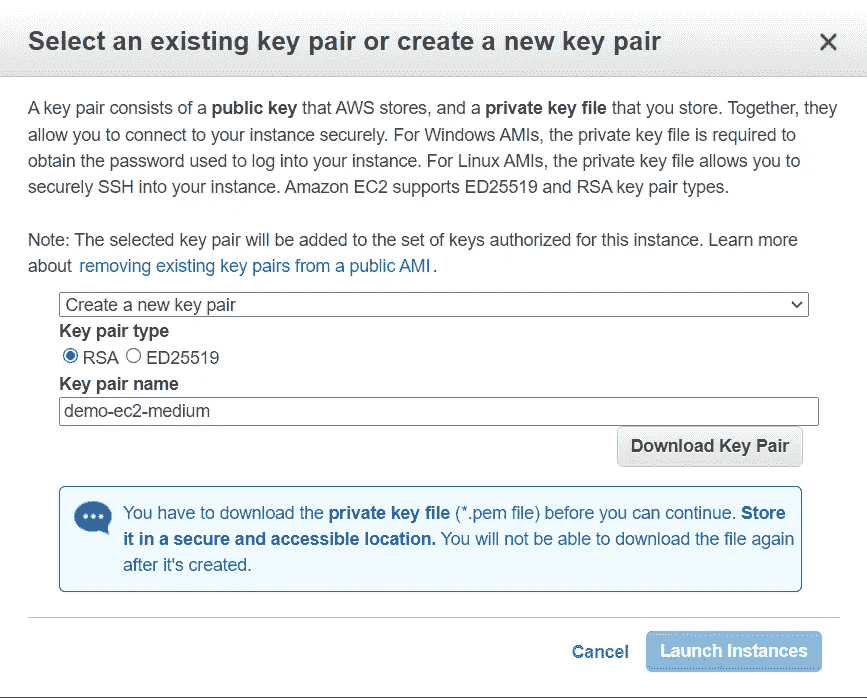 Select an existing key pair or create a new key pair
A key pair consists of a public key that AWS stores, and a private key file that you store. Together, they
allow you to connect to your instance securely. For Windows AMIs, the private key file is required to
obtain the password used to log into your instance. For Linux AMIs, the private key file allows you to
securely SSH into your instance. Amazon EC2 supports ED25519 and RSA key pair types.
Note: The selected key pair will be added to the set of keys authorized for this instance. Learn more
about removing existing key pairs from a public AMI.
Create a new key pair
Key pair type
RSA ED25519
Key pair name
demo-ec2-medium
Download Key Pair
You have to download the private key file (*.pem file) before you can continue. Store
it in a secure and accessible location. You will not be able to download the file again
after it's created.
Cancel Launch Instances